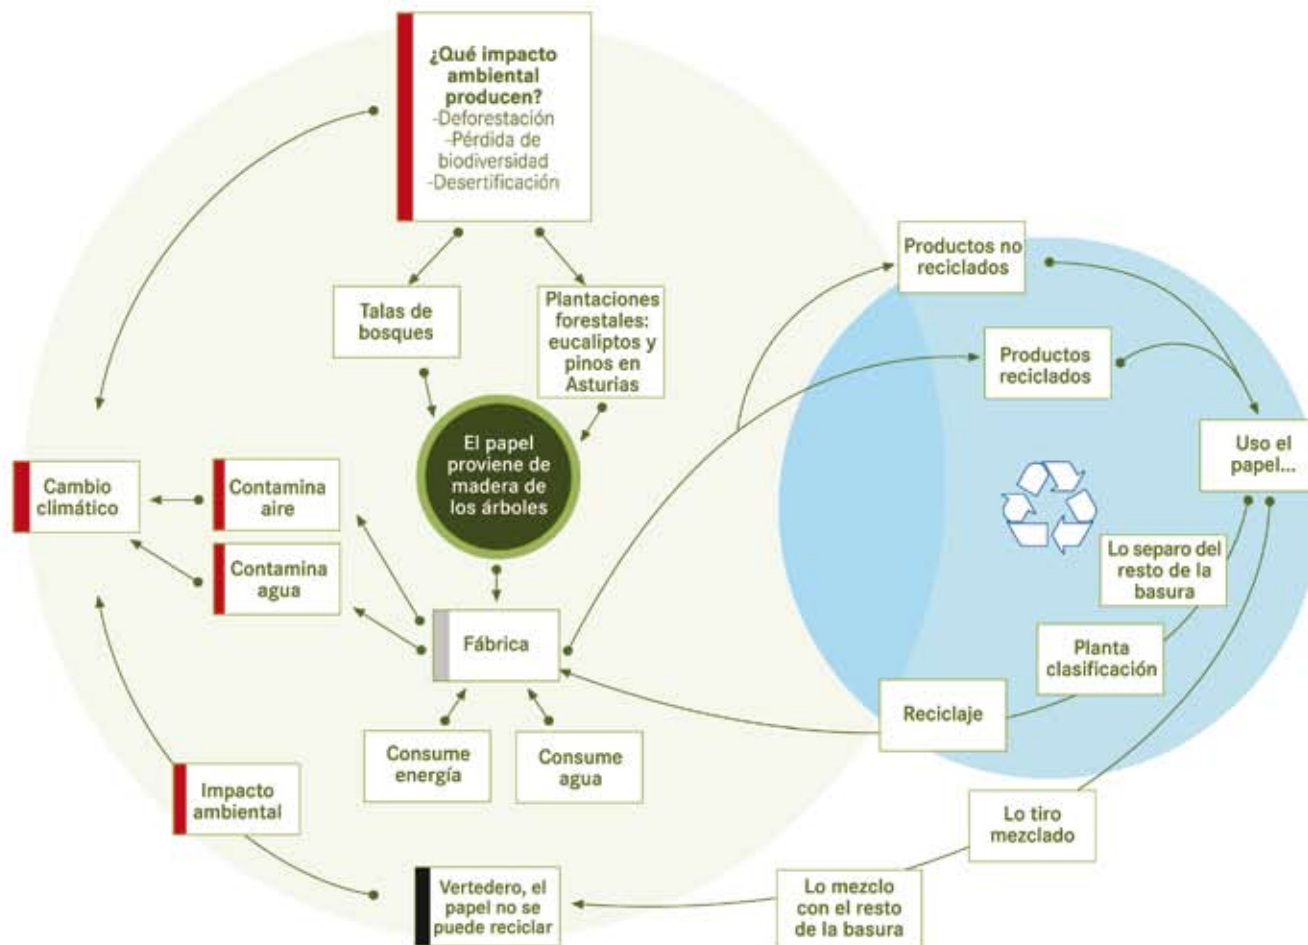 ¿Qué impacto
ambiental
producen?
-Deforestación
-Pérdida de
biodiversidad
-Desertificación
Talas de
bosques
Plantaciones
forestales:
eucaliptos y
pinos en
Asturias
El papel
proviene de
madera de
los árboles
Cambio
climático
Contamina
aire
Contamina
agua
Fábrica
Consume
energía
Consume
agua
Impacto
ambiental
Vertedero, el
papel no se
puede reciclar
Productos no
reciclados
Productos
reciclados
Uso el
papel...
Lo separo del
resto de la
basura
Planta
clasificación
Reciclaje
Lo tiro
mezclado
Lo mezclo
con el resto
de la basura